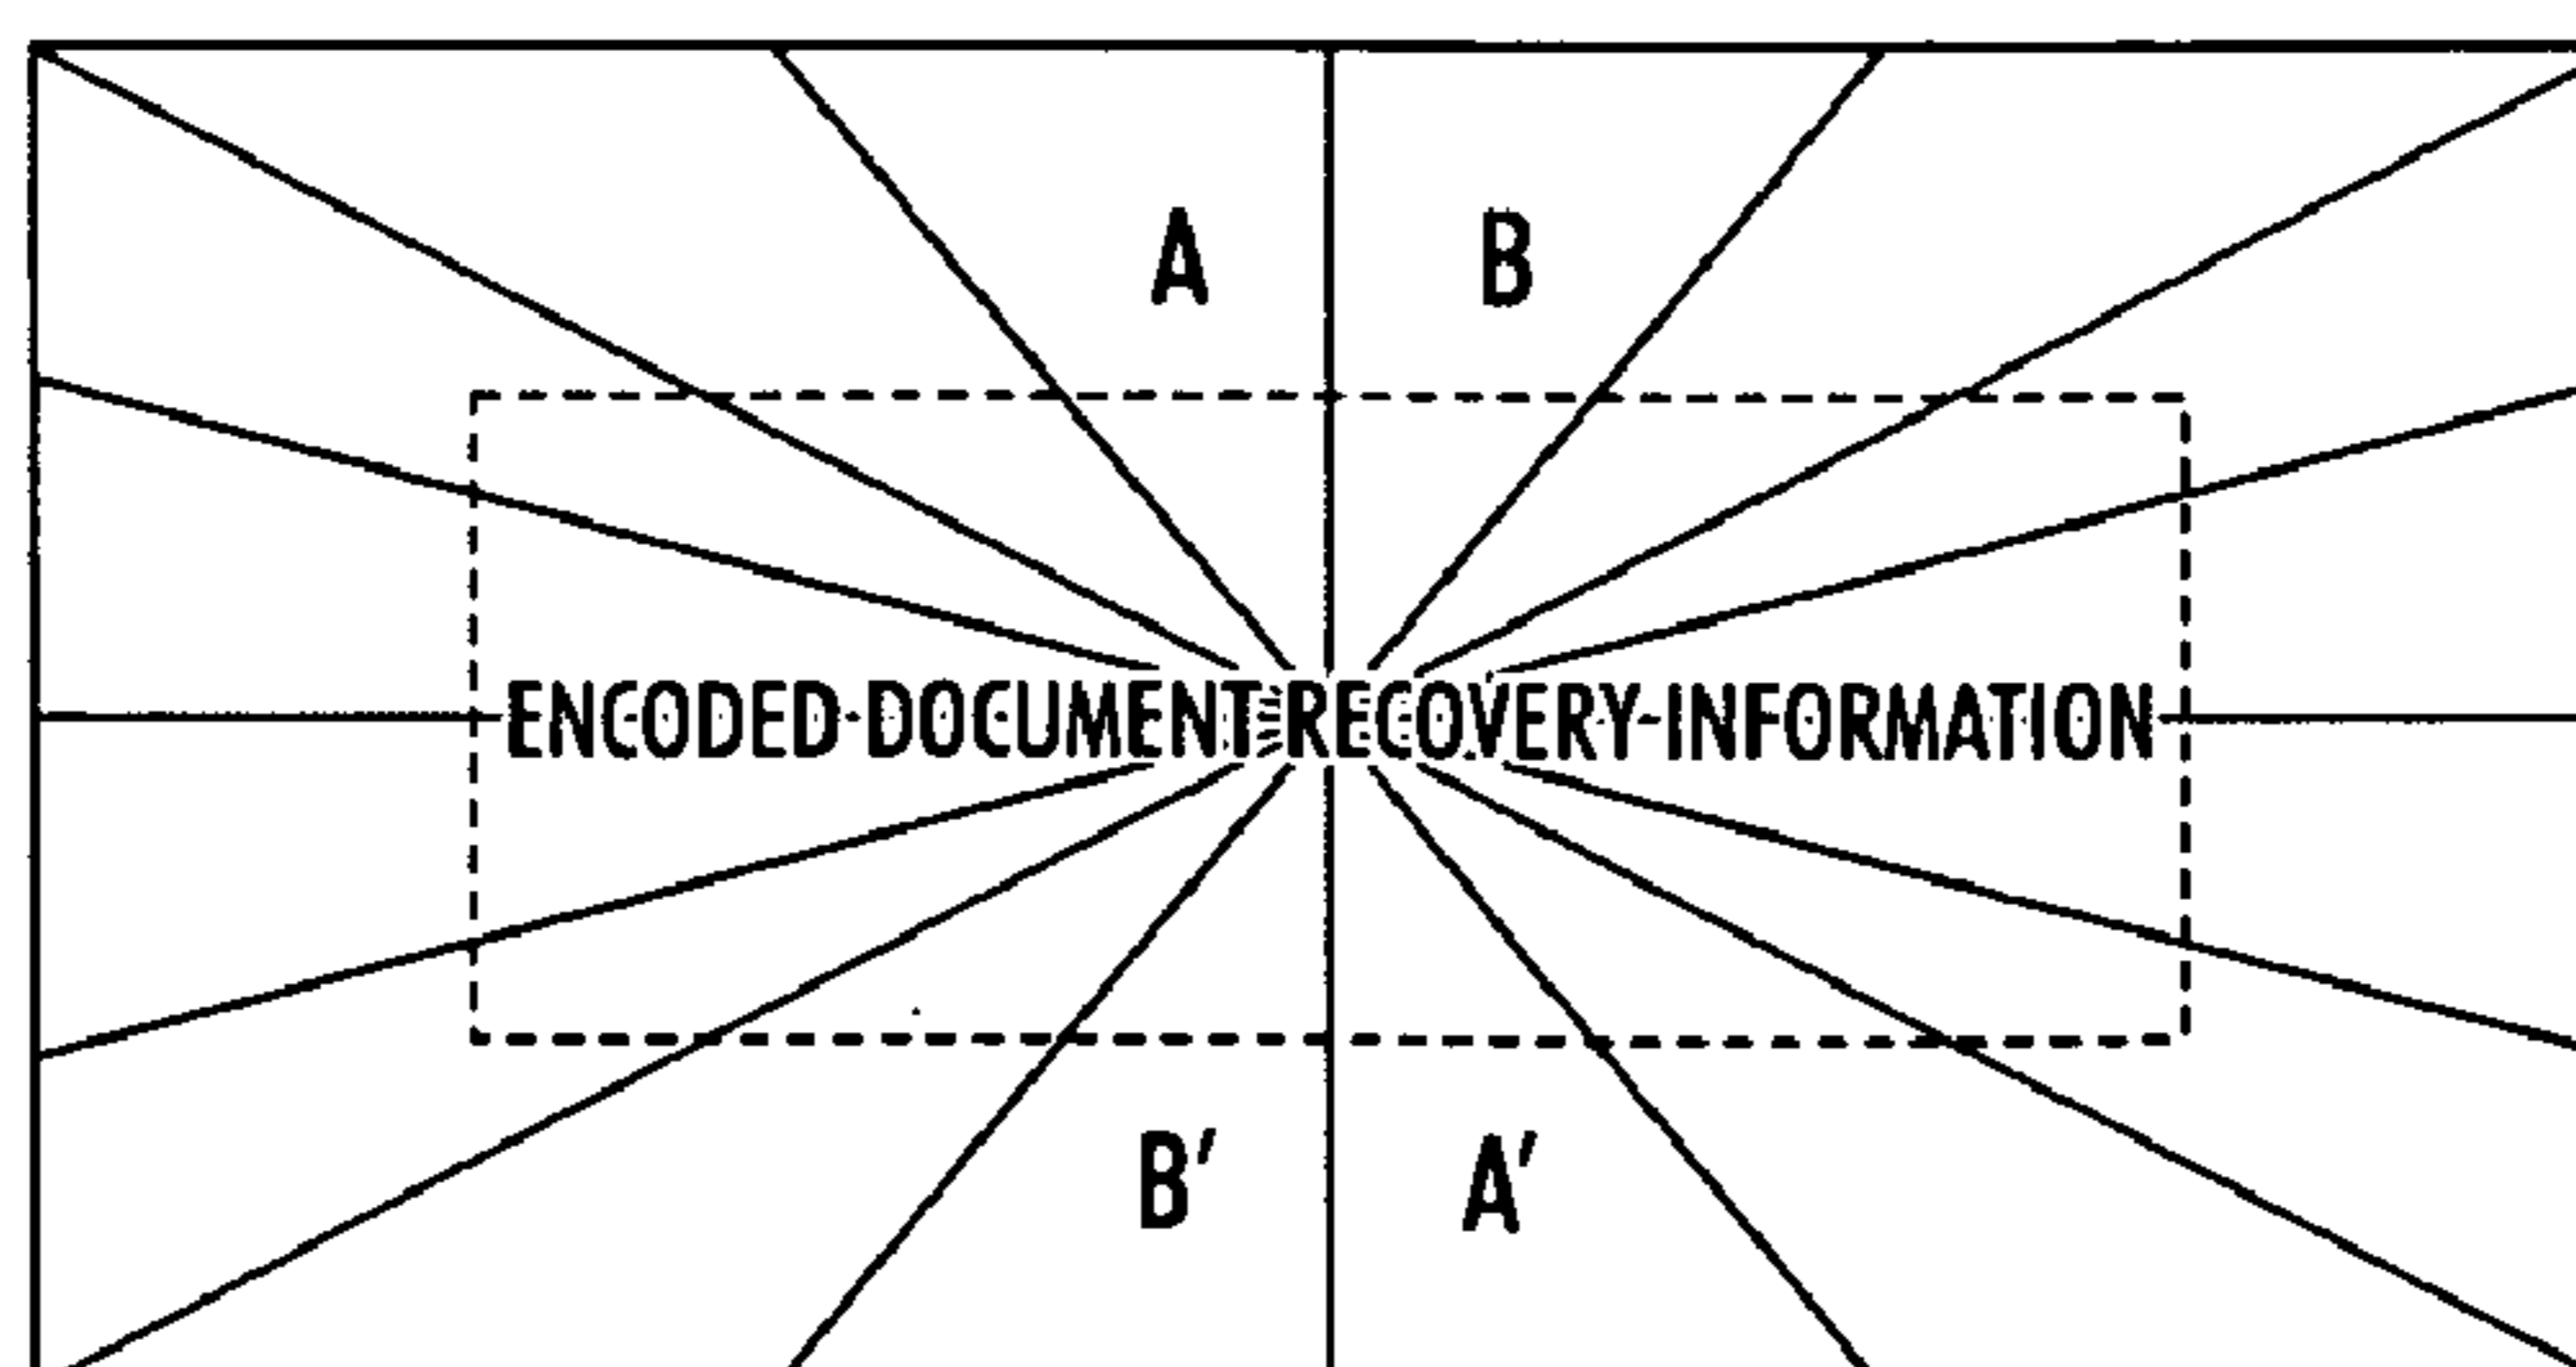 A B
ENCODED DOCUMENT RECOVERY INFORMATION
B' A'